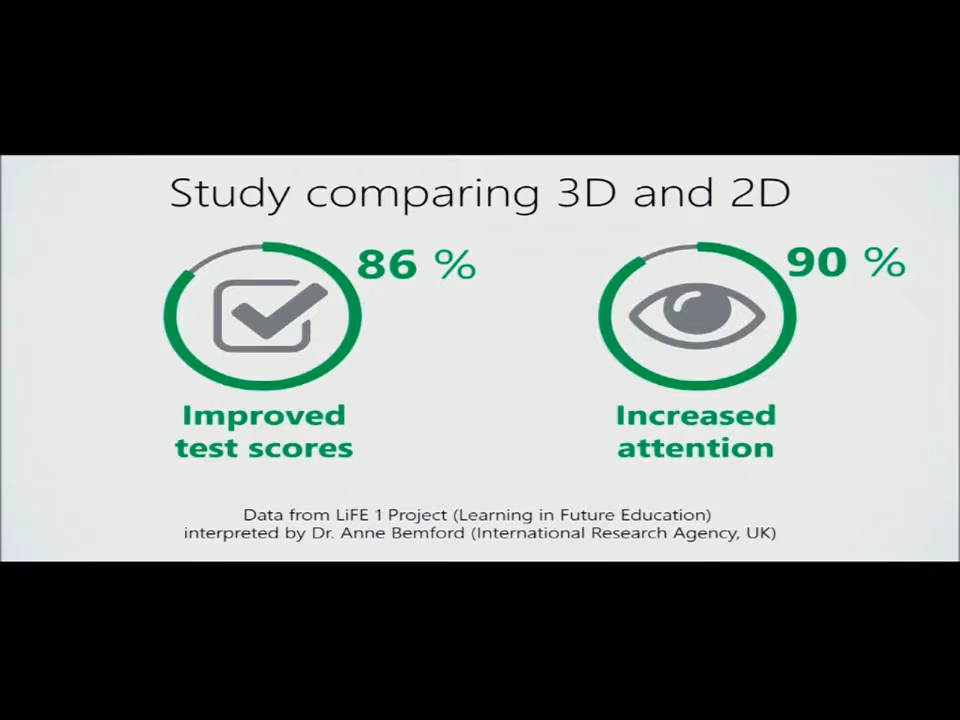 Study comparing 3D and 2D
86 %
90 %
Improved
test scores
Increased
attention
Data from LiFE 1 Project (Learning in Future Education)
interpreted by Dr. Anne Bemford (International Research Agency, UK)